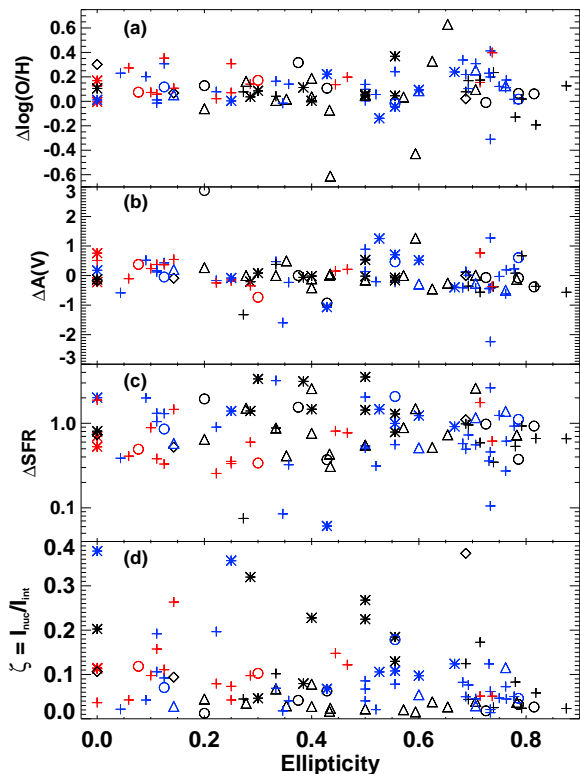 (a)
Δlog(O/H)
0.6
0.4
0.2
0.0
-0.2
-0.4
-0.6
(b)
ΔA(V)
3
2
1
0
-1
-2
-3
(c)
ΔSFR
1.0
0.1
(d)
ζ = Inuc/Iint
0.4
0.3
0.2
0.1
0.0
0.0 0.2 0.4 0.6 0.8
Ellipticity